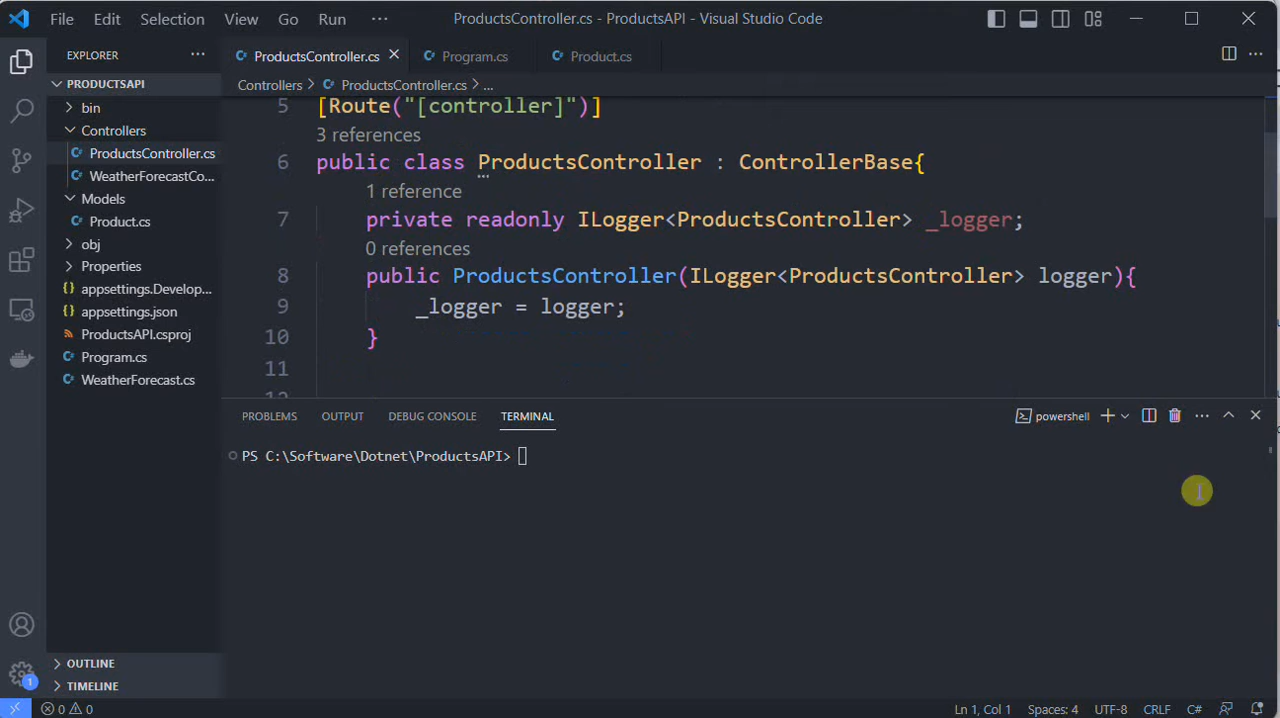 File Edit Selection View Go Run ··· ProductsController.cs - ProductsAPI - Visual Studio Code
EXPLORER ···
PRODUCTSAPI
bin
Controllers
ProductsController.cs
WeatherForecastCo...
Models
Product.cs
obj
Properties
appsettings.Develop...
appsettings.json
ProductsAPI.csproj
Program.cs
WeatherForecast.cs
OUTLINE
TIMELINE
ProductsController.cs Program.cs Product.cs
Controllers > ProductsController.cs > ...
5 [Route("[controller]")]
3 references
6 public class ProductsController : ControllerBase{
1 reference
7 private readonly ILogger<ProductsController> _logger;
0 references
8 public ProductsController(ILogger<ProductsController> logger){
9 _logger = logger;
10 }
11
PROBLEMS OUTPUT DEBUG CONSOLE TERMINAL powershell
PS C:\Software\Dotnet\ProductsAPI>
1
0 0 Ln 1, Col 1 Spaces: 4 UTF-8 CRLF C#